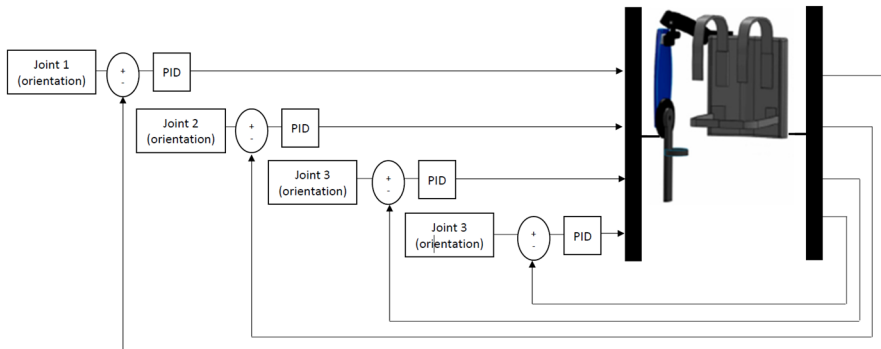 Joint 1
(orientation)
+
-
PID
Joint 2
(orientation)
+
-
PID
Joint 3
(orientation)
+
-
PID
Joint 3
(orientation)
+
-
PID